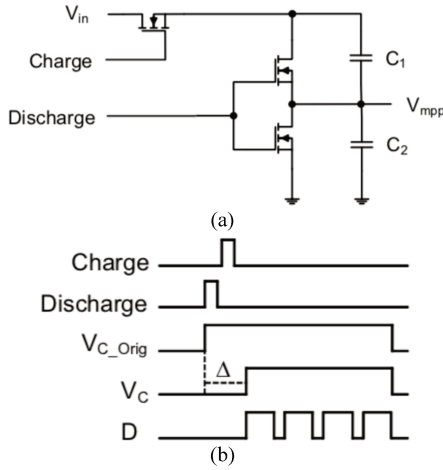 V_in
Charge
Discharge
C_1
V_mpp
C_2
(a)
Charge
Discharge
V_C_Orig
Δ
V_C
D
(b)